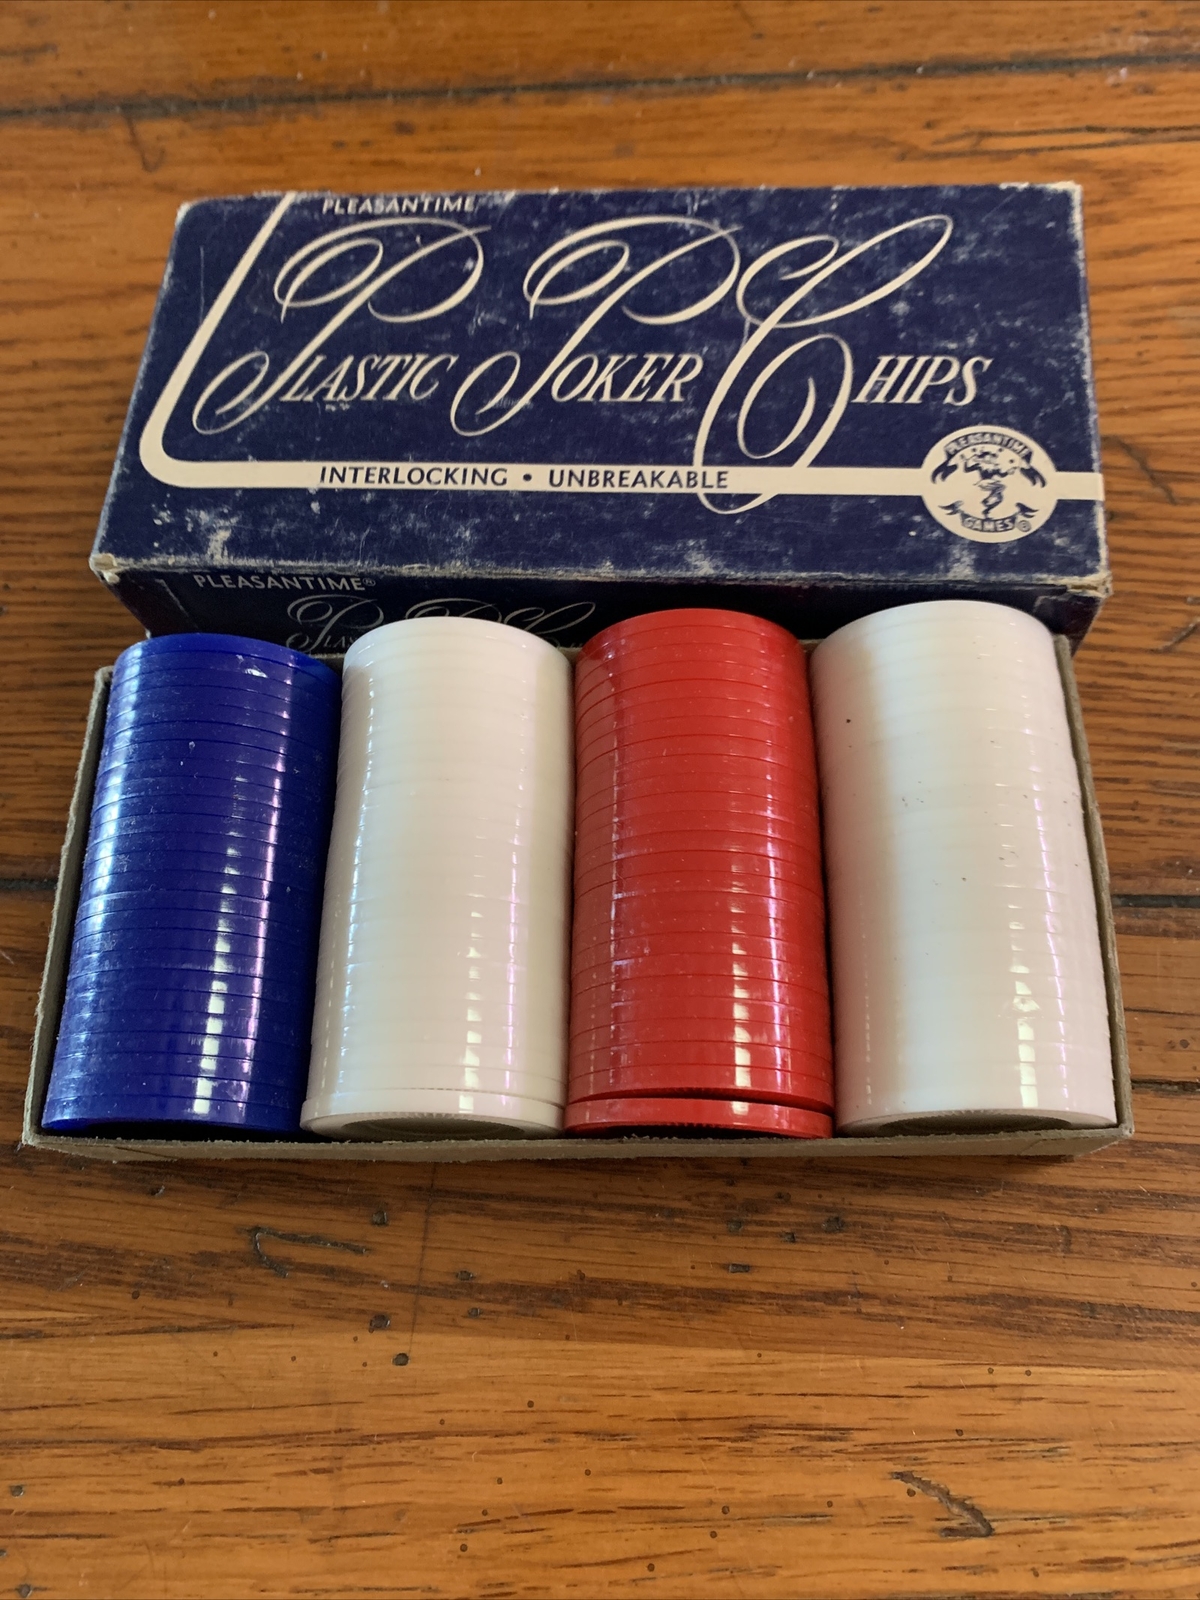 PLEASANTIME
PLASTIC POKER CHIPS
INTERLOCKING • UNBREAKABLE
PLEASANTIME
GAMES ®
PLEASANTIME®